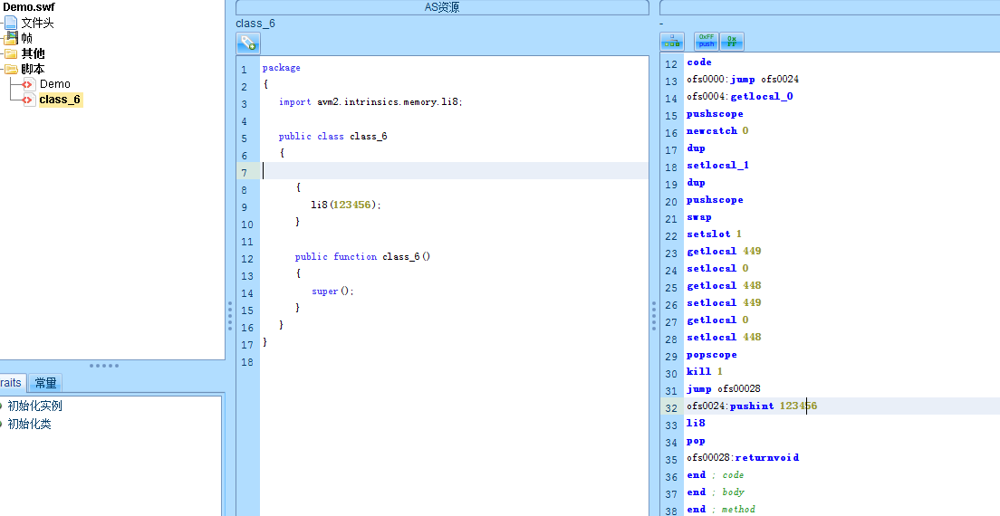 Demo.swf
文件头
帧
其他
脚本
Demo
class_6
raits
常量
初始化实例
初始化类
AS资源
class_6
1 package
2 {
3 import avm2.intrinsics.memory.li8;
4
5 public class class_6
6 {
7
8 {
9 li8(123456);
10 }
11
12 public function class_6()
13 {
14 super();
15 }
16 }
17 }
18
-
0xFF push
0x FF
12 code
13 ofs0000:jump ofs0024
14 ofs0004:getlocal_0
15 pushscope
16 newcatch 0
17 dup
18 setlocal_1
19 dup
20 pushscope
21 swap
22 setslot 1
23 getlocal 449
24 setlocal 0
25 getlocal 448
26 setlocal 449
27 getlocal 0
28 setlocal 448
29 popscope
30 kill 1
31 jump ofs00028
32 ofs0024:pushint 123456
33 li8
34 pop
35 ofs00028:returnvoid
36 end ; code
37 end ; body
38 end ; method